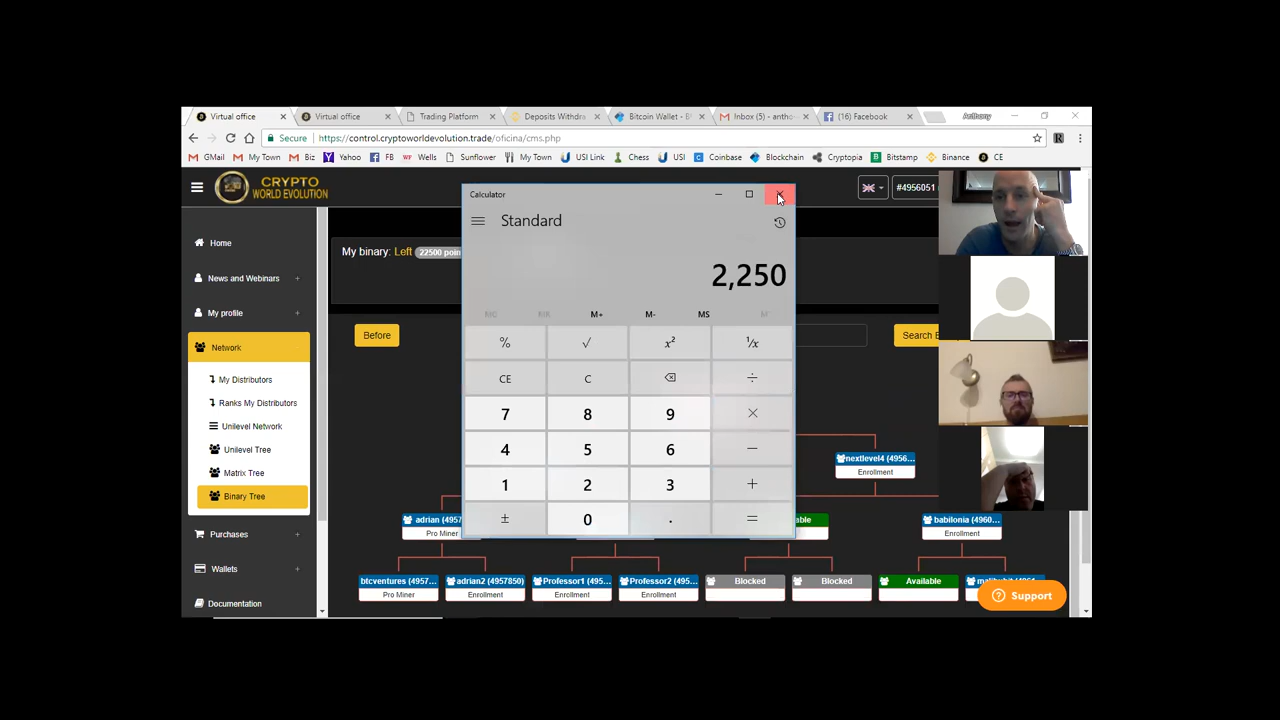 Virtual office
Virtual office
Trading Platform
Deposits Withdra
Bitcoin Wallet - B
Inbox (5) - antho
(16) Facebook
Anthony
Secure
https://control.cryptoworldevolution.trade/oficina/cms.php
GMail My Town Biz Yahoo FB Wells Sunflower My Town USI Link Chess USI Coinbase Blockchain Cryptopia Bitstamp Binance CE
CRYPTO
WORLD EVOLUTION
#4956051
Home
News and Webinars +
My profile +
Network
My Distributors
Ranks My Distributors
Unilevel Network
Unilevel Tree
Matrix Tree
Binary Tree
Purchases +
Wallets +
Documentation
My binary: Left 22500 poin
Before
Search
Calculator
Standard
2,250
M+ M- MS
% √ x² ¹/x
CE C ÷
7 8 9 ×
4 5 6 −
1 2 3 +
± 0 . =
nextlevel4 (4956...
Enrollment
adrian (4957
Pro Miner
able
babilonia (4960...
Enrollment
btcventures (4957...
Pro Miner
adrian2 (4957850)
Enrollment
Professor1 (495...
Enrollment
Professor2 (495...
Enrollment
Blocked
Blocked
Available
Support